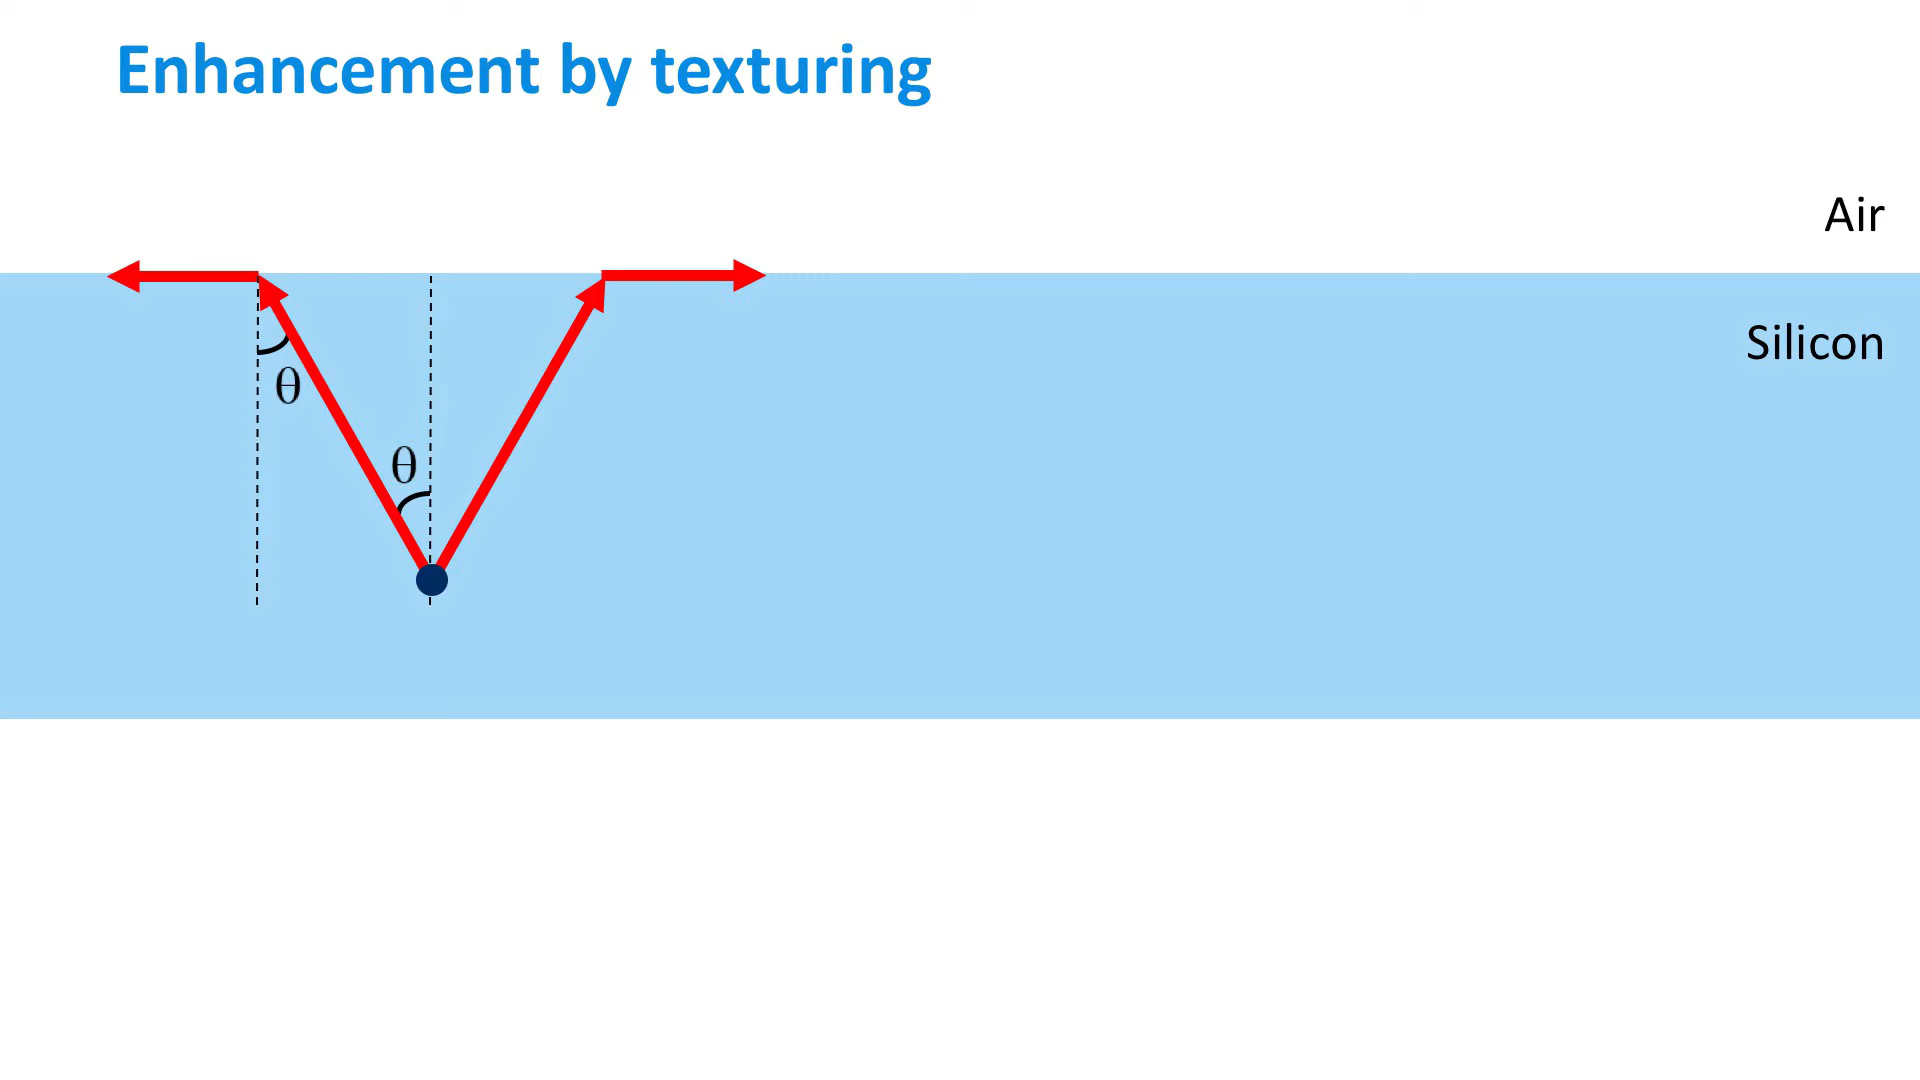 Enhancement by texturing
Air
Silicon
θ
θ